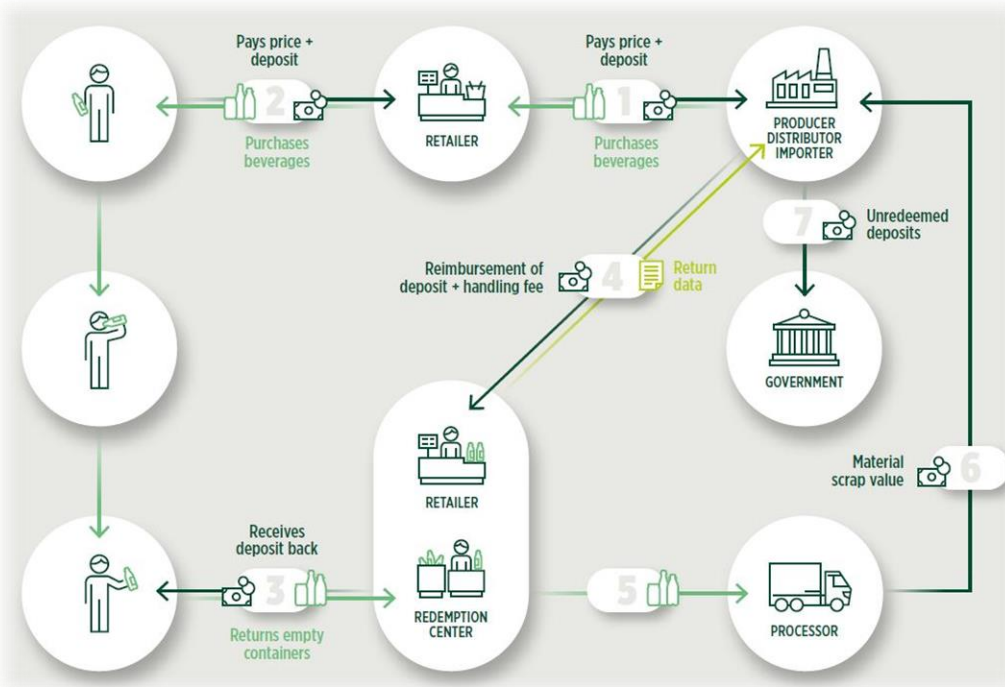 Pays price +
deposit
2
Purchases
beverages
RETAILER
Pays price +
deposit
1
Purchases
beverages
PRODUCER
DISTRIBUTOR
IMPORTER
7
Unredeemed
deposits
Reimbursement of
deposit + handling fee
4
Return
data
GOVERNMENT
RETAILER
Material
scrap value
6
Receives
deposit back
3
Returns empty
containers
REDEMPTION
CENTER
5
PROCESSOR